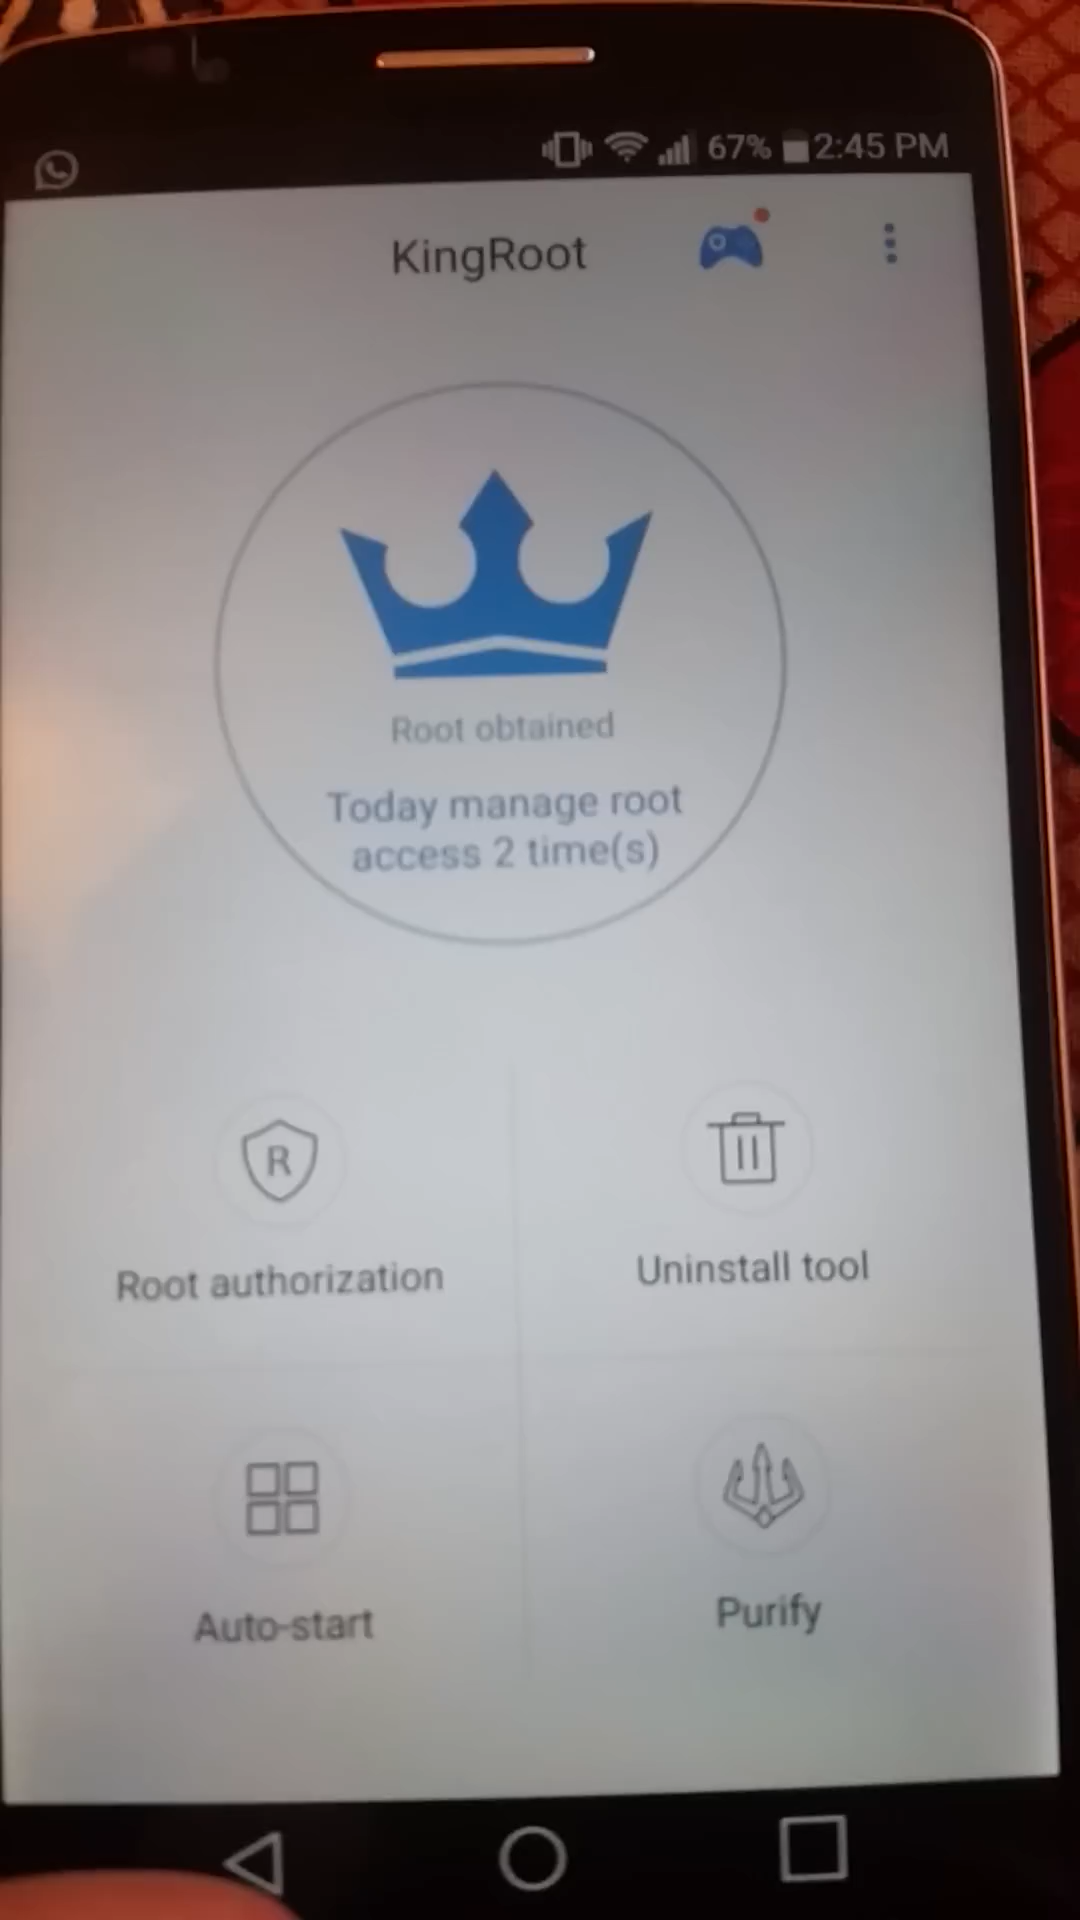 67% 2:45 PM
KingRoot
Root obtained
Today manage root
access 2 time(s)
R
Root authorization
Uninstall tool
Auto-start
Purify